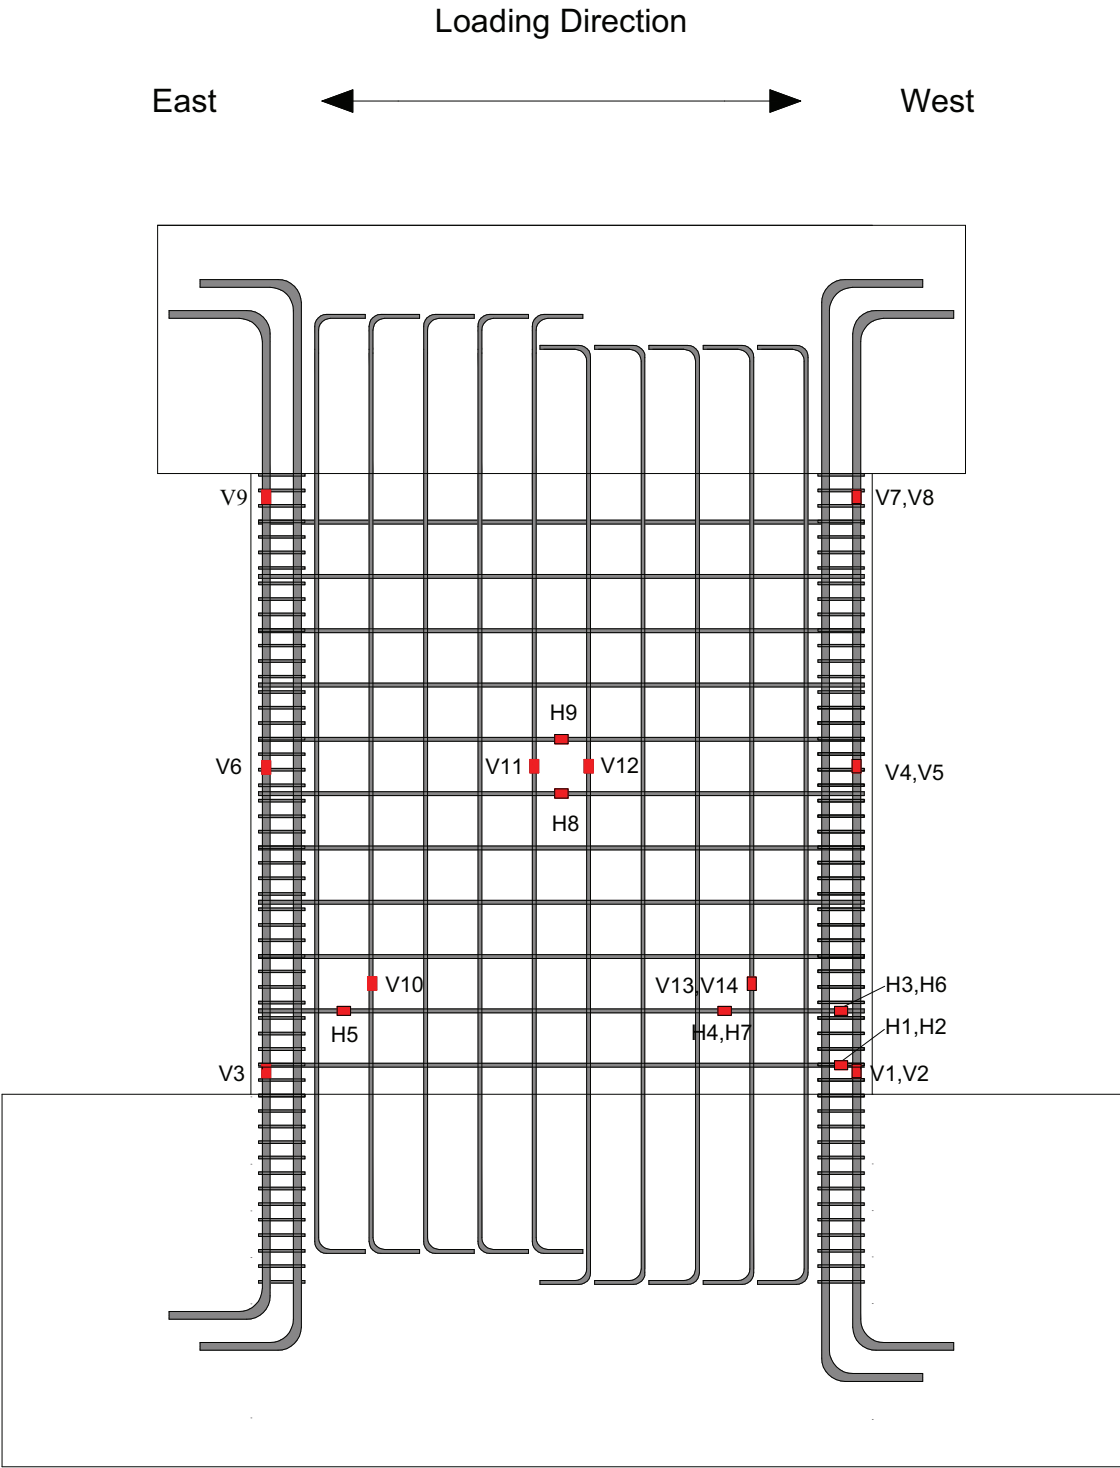 Loading Direction
East
West
V9
V7,V8
H9
V6
V11
V12
V4,V5
H8
V10
V13,V14
H3,H6
H5
H4,H7
H1,H2
V3
V1,V2